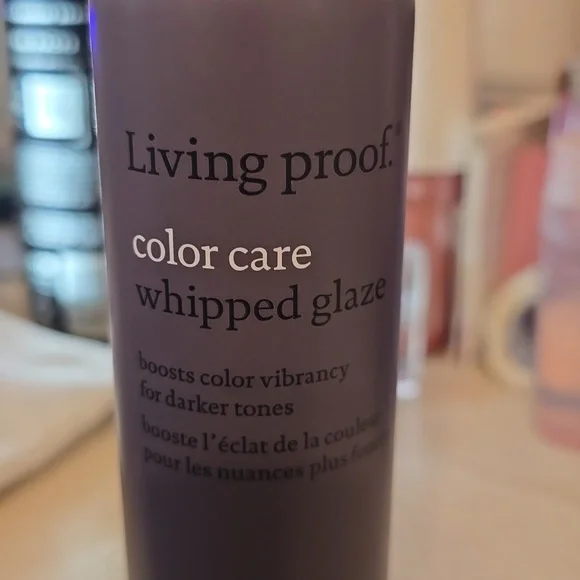 Living proof.®
color care
whipped glaze
boosts color vibrancy
for darker tones
booste l'éclat de la couleur
pour les nuances plus